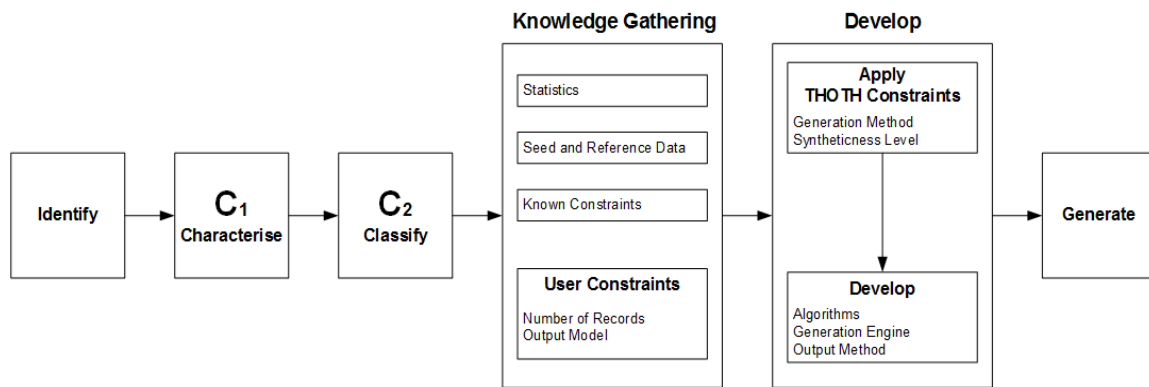 Identify
C1
Characterise
C2
Classify
Knowledge Gathering
Statistics
Seed and Reference Data
Known Constraints
User Constraints
Number of Records
Output Model
Develop
Apply
THOTH Constraints
Generation Method
Syntheticness Level
Develop
Algorithms
Generation Engine
Output Method
Generate